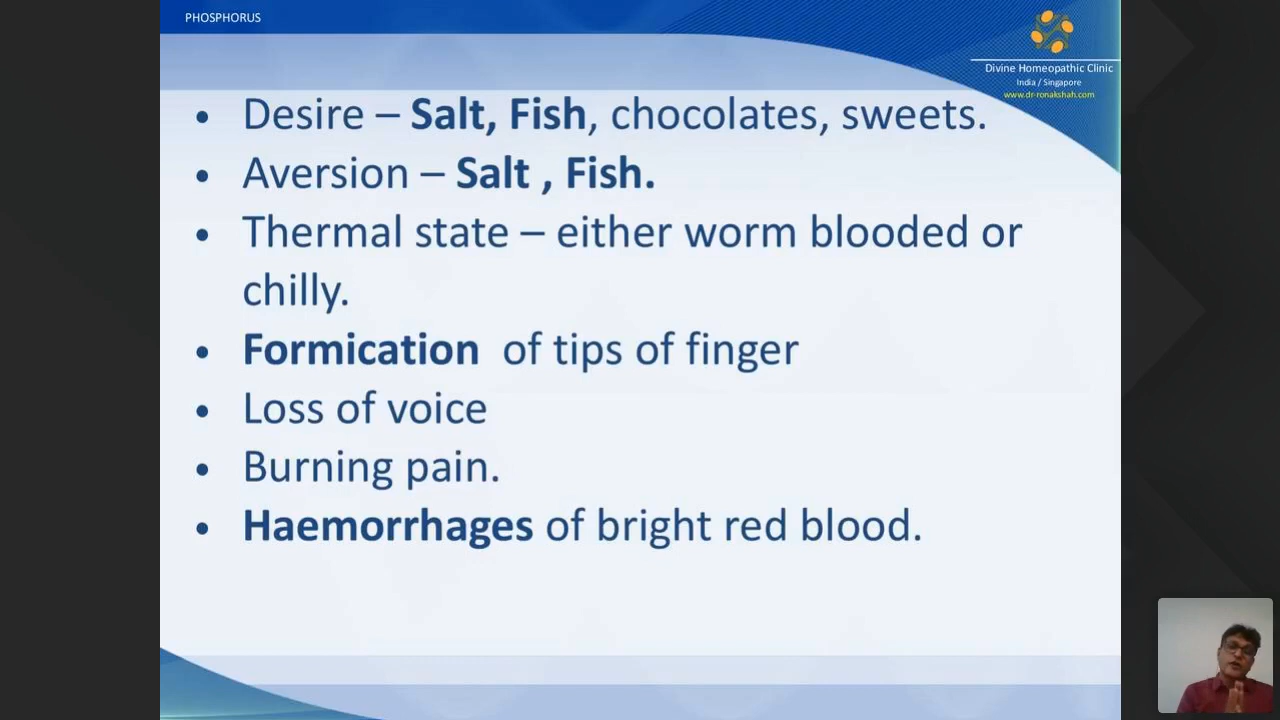 PHOSPHORUS
Divine Homeopathic Clinic
India / Singapore
www.dr-ronakshah.com
• Desire – Salt, Fish, chocolates, sweets.
• Aversion – Salt , Fish.
• Thermal state – either worm blooded or
chilly.
• Formication of tips of finger
• Loss of voice
• Burning pain.
• Haemorrhages of bright red blood.